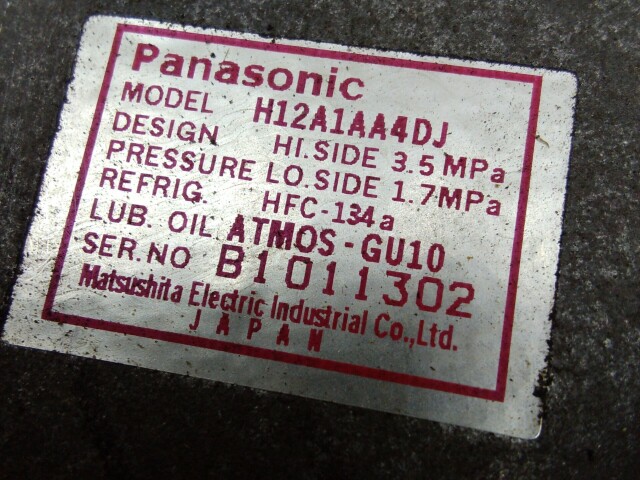 Panasonic
MODEL H12A1AA4DJ
DESIGN HI.SIDE 3.5 MPa
PRESSURE LO.SIDE 1.7MPa
REFRIG. HFC-134a
LUB. OIL ATMOS-GU10
SER.NO B1011302
Matsushita Electric Industrial Co.,Ltd.
JAPAN